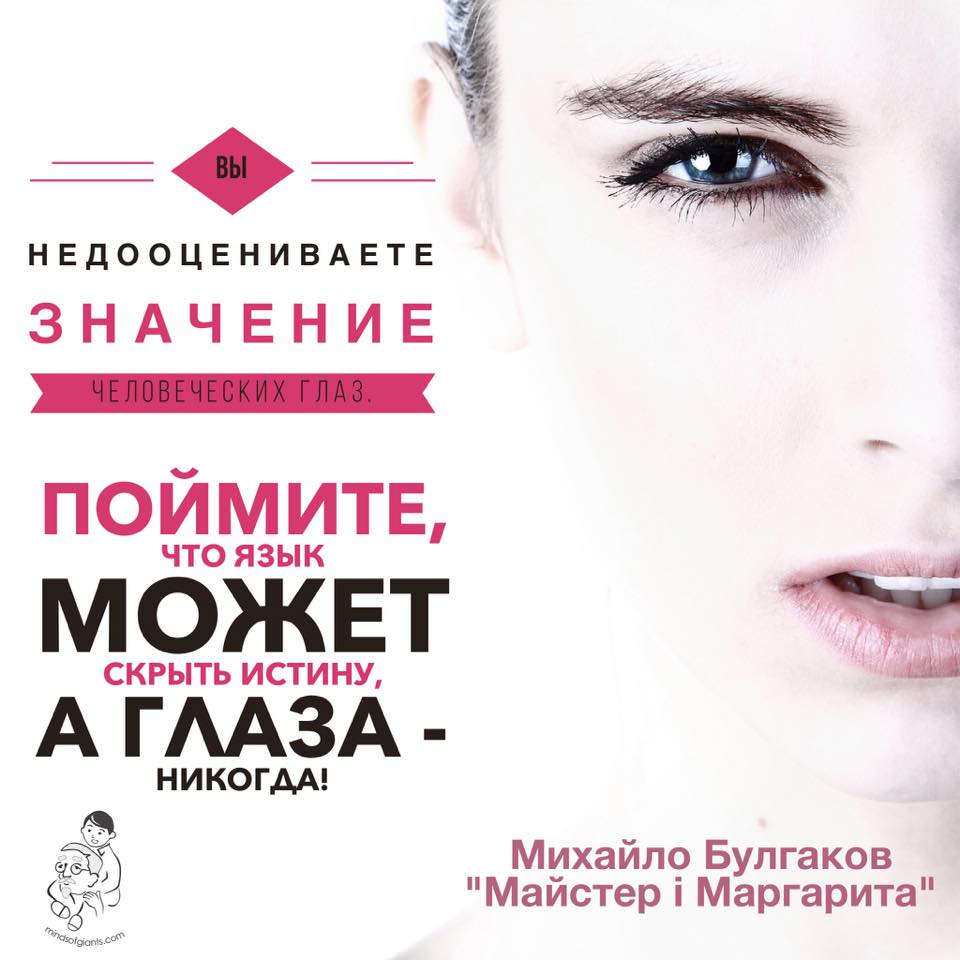 ВЫ
НЕДООЦЕНИВАЕТЕ
ЗНАЧЕНИЕ
ЧЕЛОВЕЧЕСКИХ ГЛАЗ.
ПОЙМИТЕ,
ЧТО ЯЗЫК
МОЖЕТ
СКРЫТЬ ИСТИНУ,
А ГЛАЗА -
НИКОГДА!
Михайло Булгаков
"Майстер і Маргарита"
mindsofgiants.com